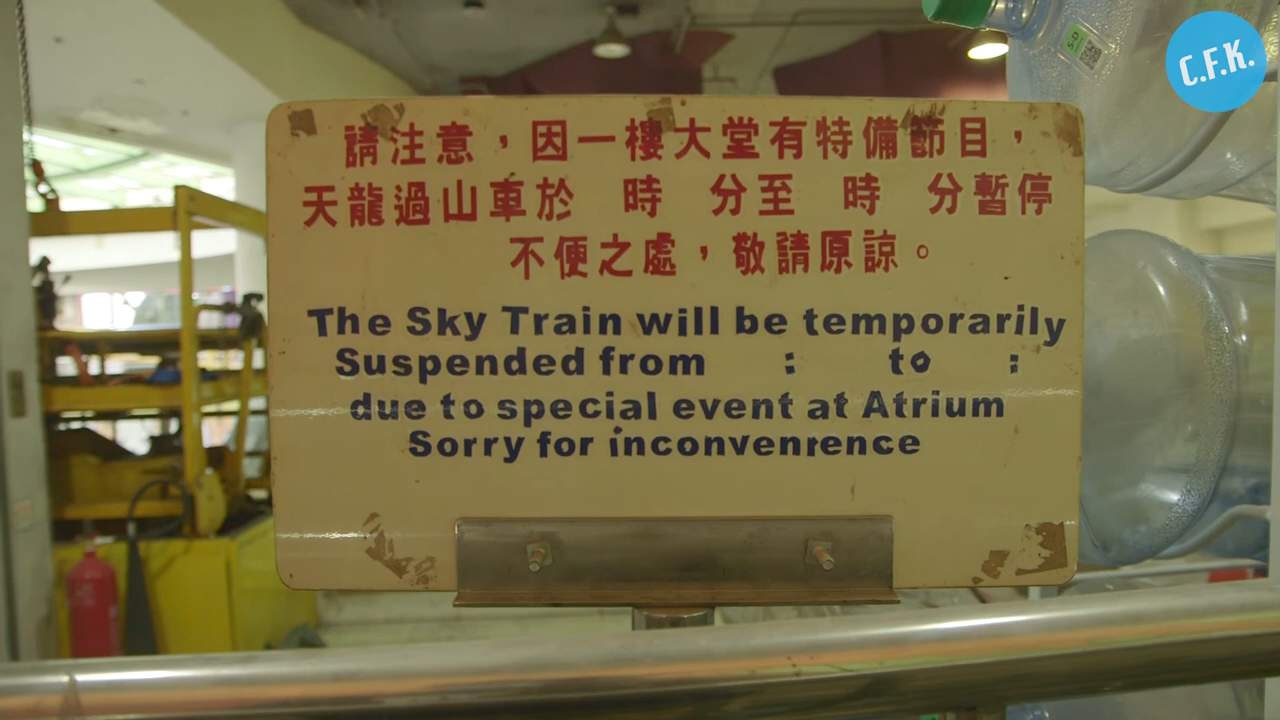 請注意，因一樓大堂有特備節目，
天龍過山車於 時 分至 時 分暫停
不便之處，敬請原諒。
The Sky Train will be temporarily
Suspended from : to :
due to special event at Atrium
Sorry for inconvenience
C.F.K.